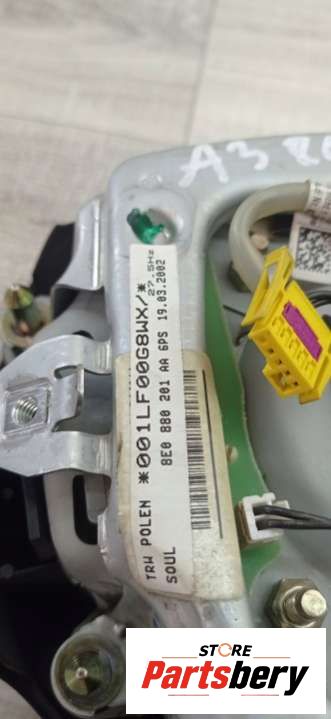 A3
27.5Hz
*001LF00G8WX/*
8E0 880 201 AA 6PS 19.03.2002
TRW POLEN
SOUL
STORE
Partsbery